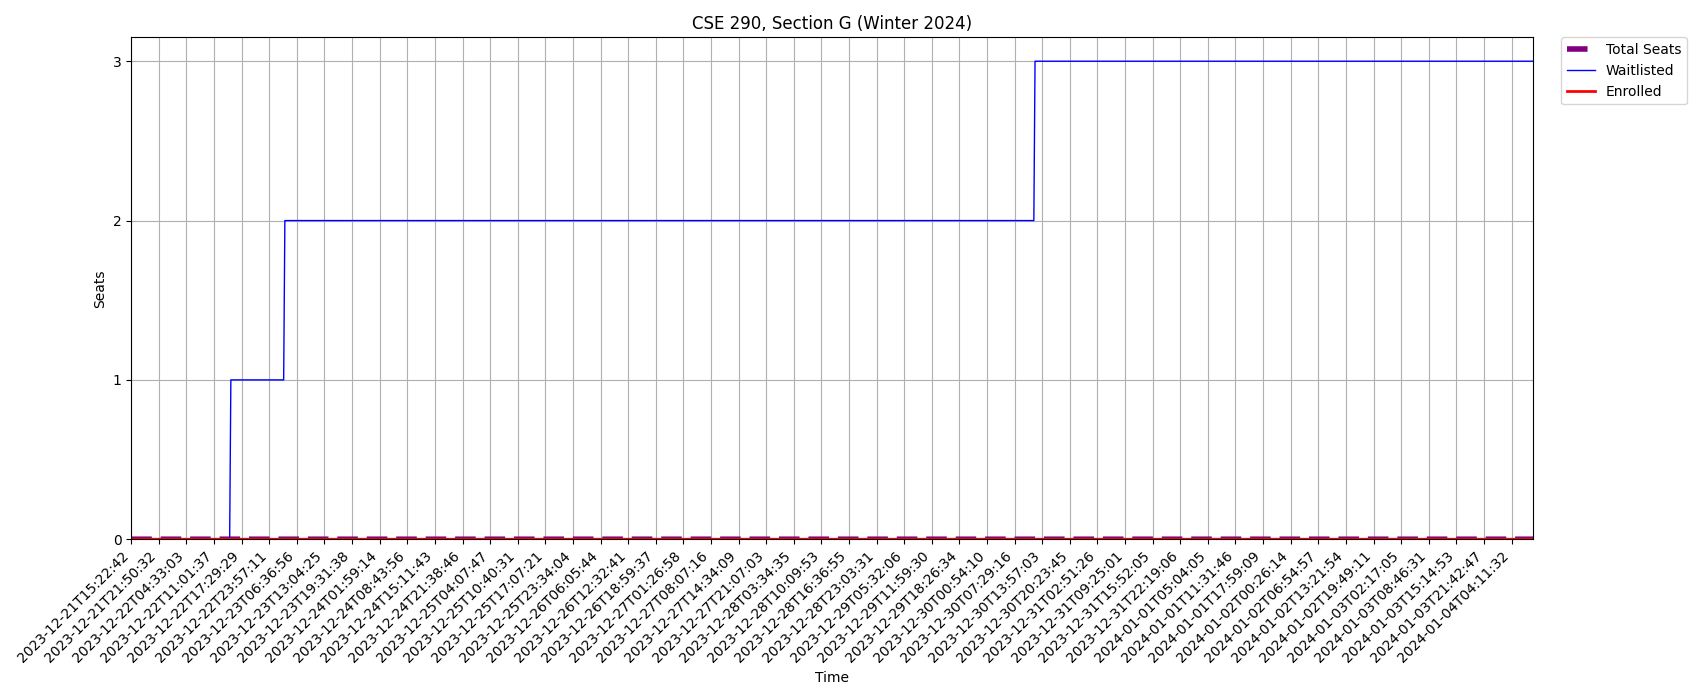 CSE 290, Section G (Winter 2024)
Total Seats
Waitlisted
Enrolled
Seats
3
2
1
0
2023-12-21T15:22:42
2023-12-21T21:50:32
2023-12-22T04:33:03
2023-12-22T11:01:37
2023-12-22T17:29:29
2023-12-22T23:57:11
2023-12-23T06:36:56
2023-12-23T13:04:25
2023-12-23T19:31:38
2023-12-24T01:59:14
2023-12-24T08:43:56
2023-12-24T15:11:43
2023-12-24T21:38:46
2023-12-25T04:07:47
2023-12-25T10:40:31
2023-12-25T17:07:21
2023-12-25T23:34:04
2023-12-26T06:05:44
2023-12-26T12:32:41
2023-12-26T18:59:37
2023-12-27T01:26:58
2023-12-27T08:07:16
2023-12-27T14:34:09
2023-12-27T21:07:03
2023-12-28T03:34:35
2023-12-28T10:09:53
2023-12-28T16:36:55
2023-12-28T23:03:31
2023-12-29T05:32:06
2023-12-29T11:59:30
2023-12-29T18:26:34
2023-12-30T00:54:10
2023-12-30T07:29:16
2023-12-30T13:57:03
2023-12-30T20:23:45
2023-12-31T02:51:26
2023-12-31T09:25:01
2023-12-31T15:52:05
2023-12-31T22:19:06
2024-01-01T05:04:05
2024-01-01T11:31:46
2024-01-01T17:59:09
2024-01-02T00:26:14
2024-01-02T06:54:57
2024-01-02T13:21:54
2024-01-02T19:49:11
2024-01-03T02:17:05
2024-01-03T08:46:31
2024-01-03T15:14:53
2024-01-03T21:42:47
2024-01-04T04:11:32
Time